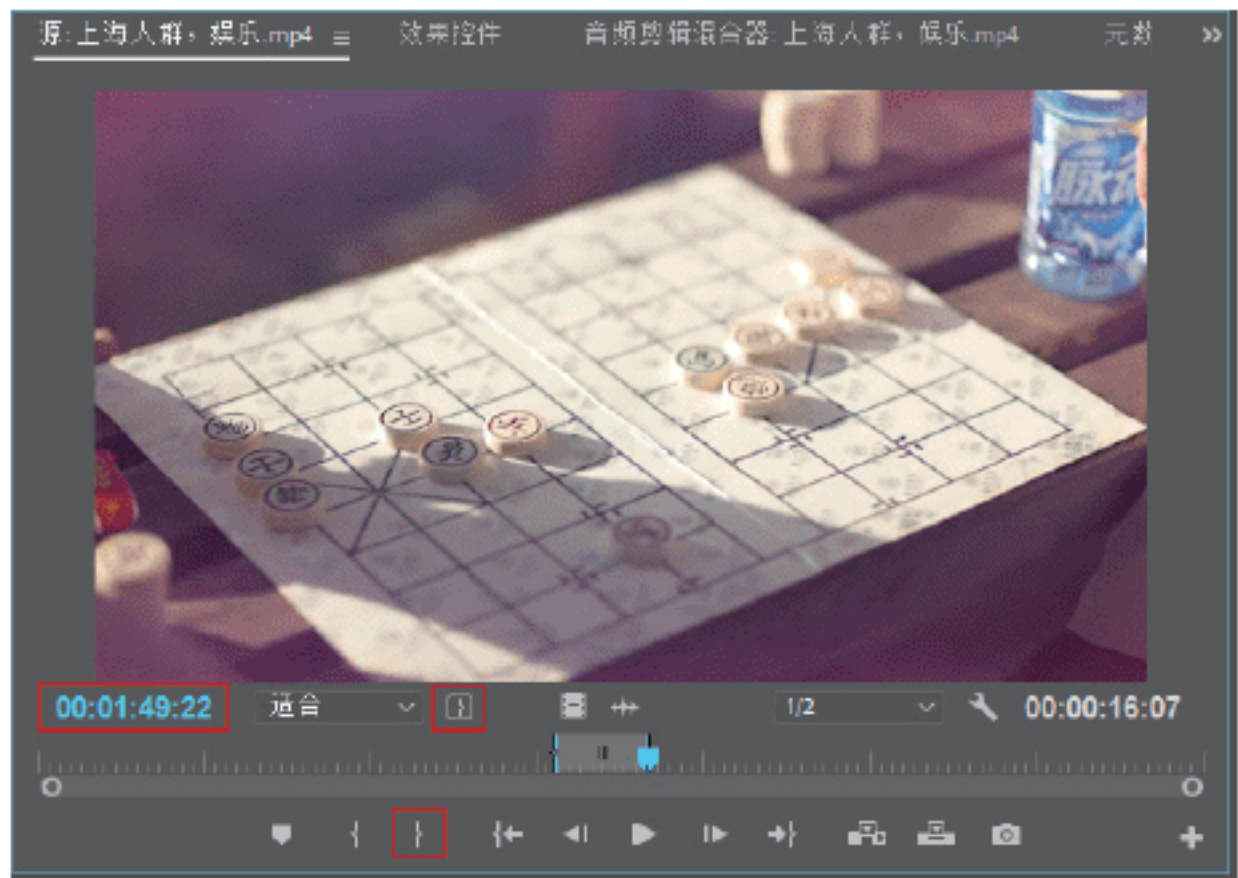 源:上海人群，娱乐.mp4 效果控件 音频剪辑混合器:上海人群，娱乐.mp4 元数
脉动
00:01:49:22 适合 1/2 00:00:16:07